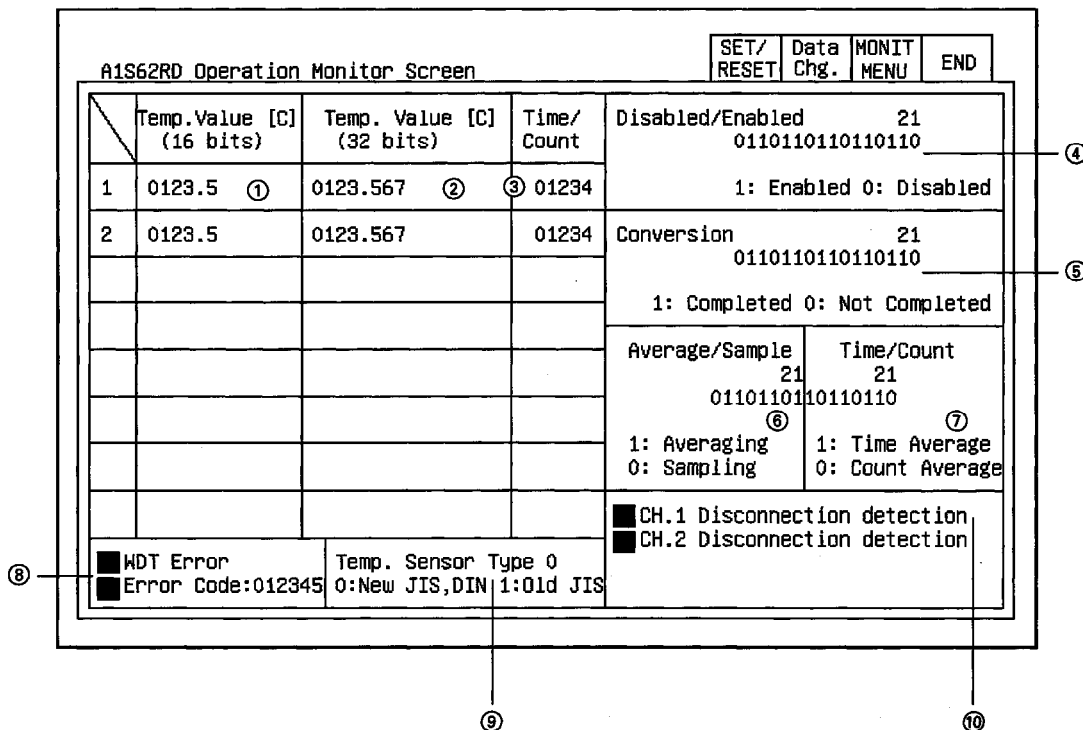 A1S62RD Operation Monitor Screen
SET/ RESET
Data Chg.
MONIT MENU
END
Temp.Value [C] (16 bits)
Temp. Value [C] (32 bits)
Time/ Count
1 0123.5 ① 0123.567 ② ③ 01234
2 0123.5 0123.567 01234
Disabled/Enabled 21
0110110110110110
④
1: Enabled 0: Disabled
Conversion 21
0110110110110110
⑤
1: Completed 0: Not Completed
Average/Sample Time/Count
21 21
0110110110110110
⑥ ⑦
1: Averaging
0: Sampling
1: Time Average
0: Count Average
CH.1 Disconnection detection
CH.2 Disconnection detection
⑧
WDT Error
Error Code:012345
Temp. Sensor Type 0
0:New JIS,DIN 1:Old JIS
⑨ ⑩